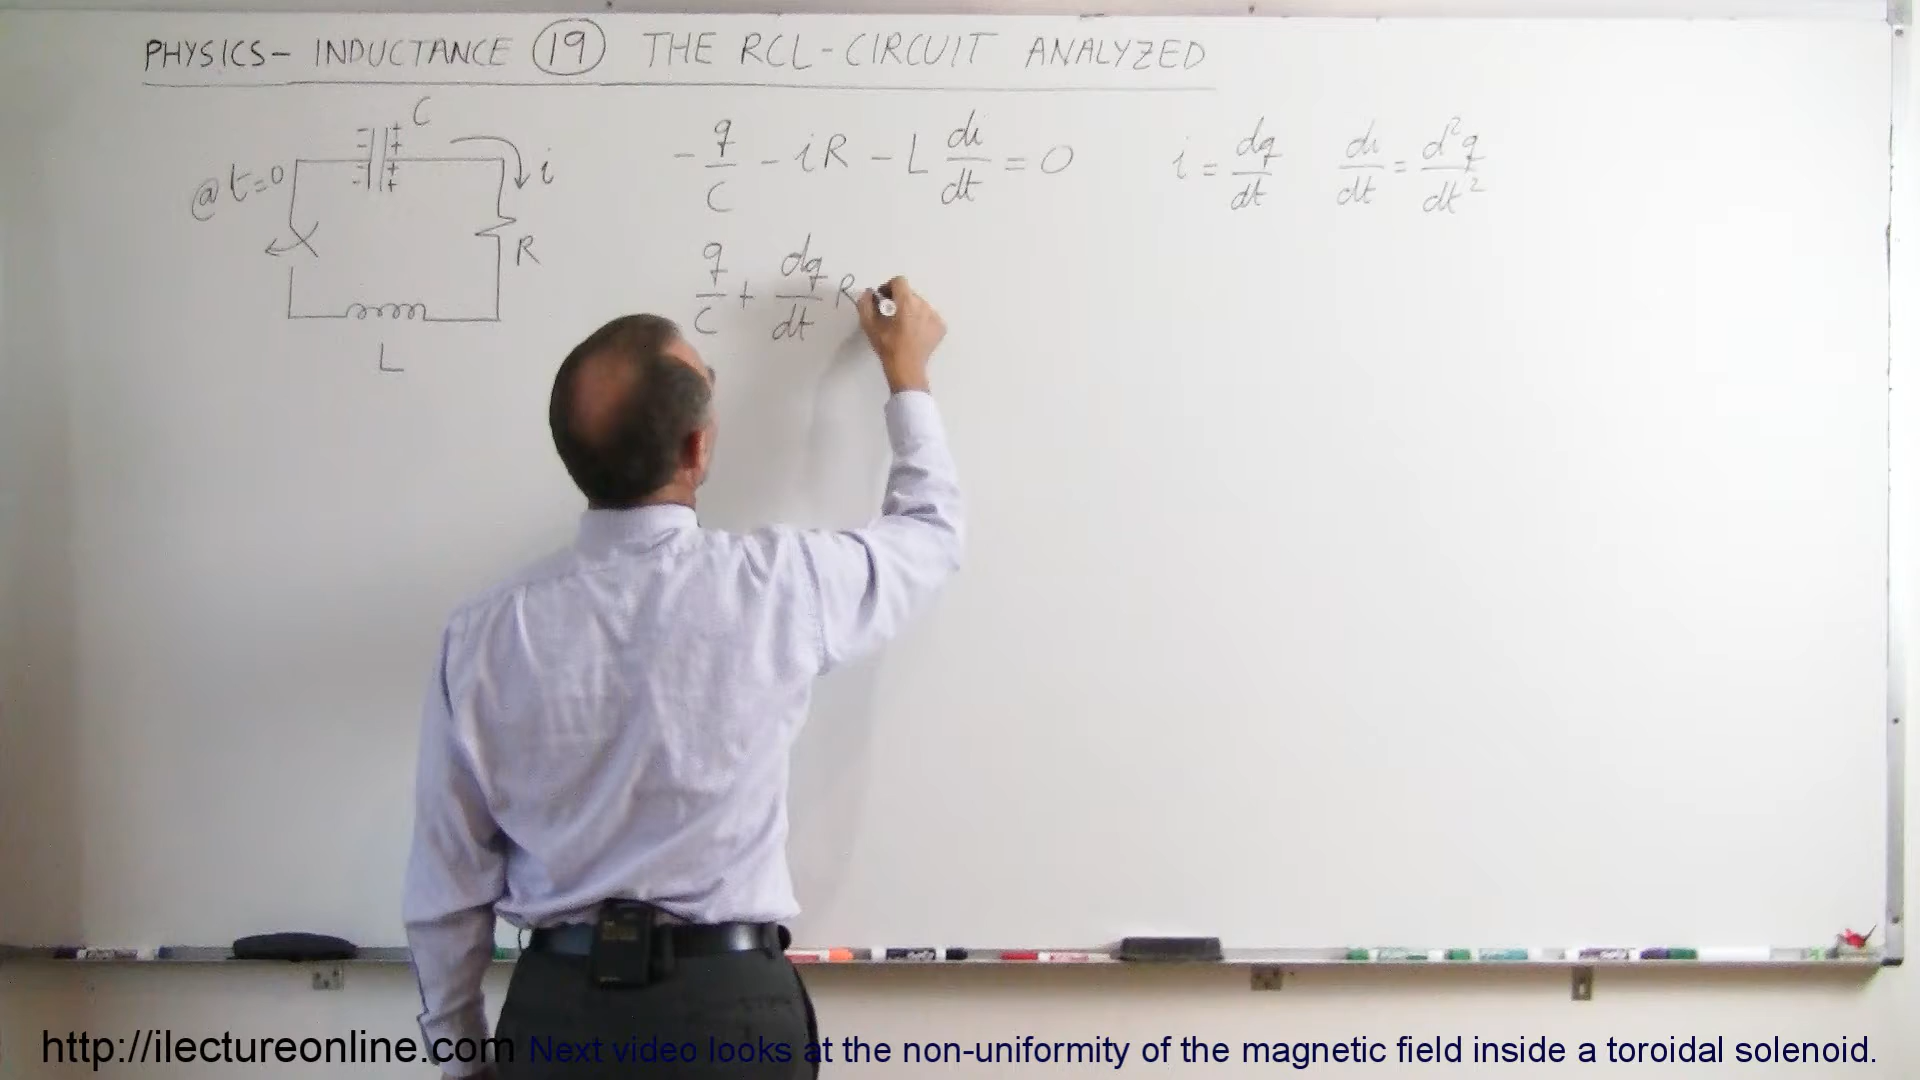 PHYSICS- INDUCTANCE 19 THE RCL-CIRCUIT ANALYZED
C
@ t=0
i
R
L
- q/C - iR - L di/dt = 0
i = dq/dt di/dt = d²q/dt²
q/C + dq/dt R
http://ilectureonline.com Next video looks at the non-uniformity of the magnetic field inside a toroidal solenoid.